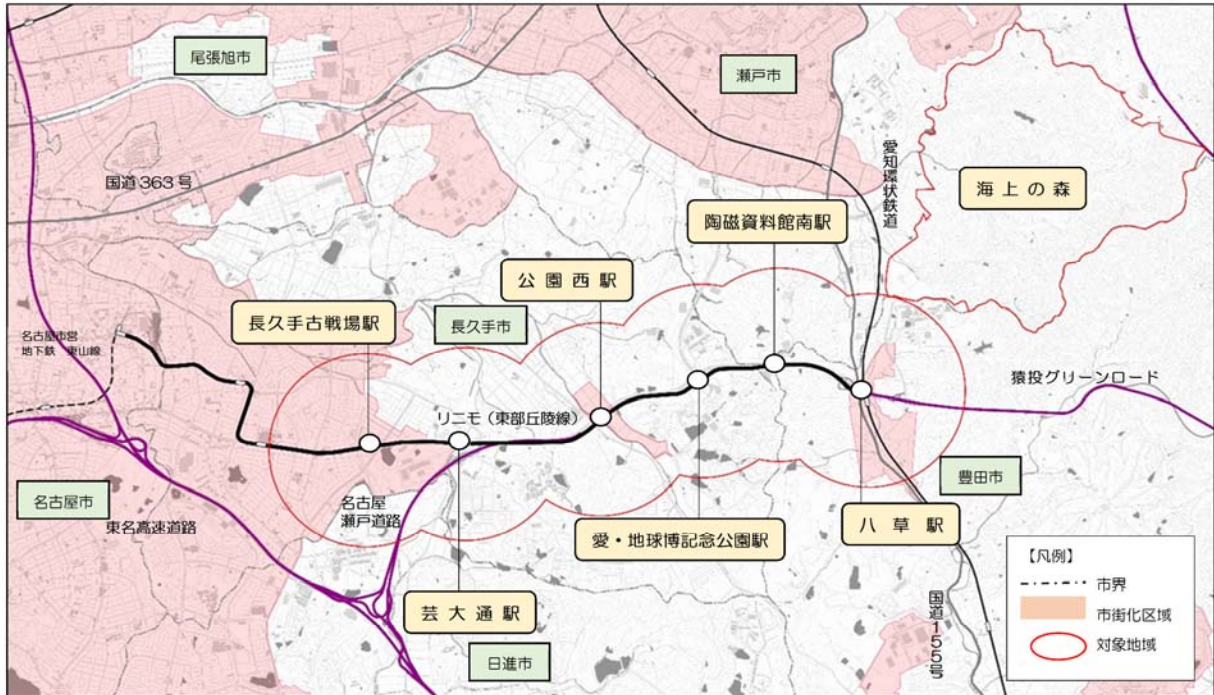 尾張旭市
瀬戸市
国道363号
愛知環状鉄道
海上の森
陶磁資料館南駅
公園西駅
長久手古戦場駅
長久手市
名古屋市営
地下鉄 東山線
リニモ（東部丘陵線）
猿投グリーンロード
名古屋市
東名高速道路
名古屋
瀬戸道路
愛・地球博記念公園駅
八草駅
豊田市
芸大通駅
日進市
国道155号
【凡例】
市界
市街化区域
対象地域